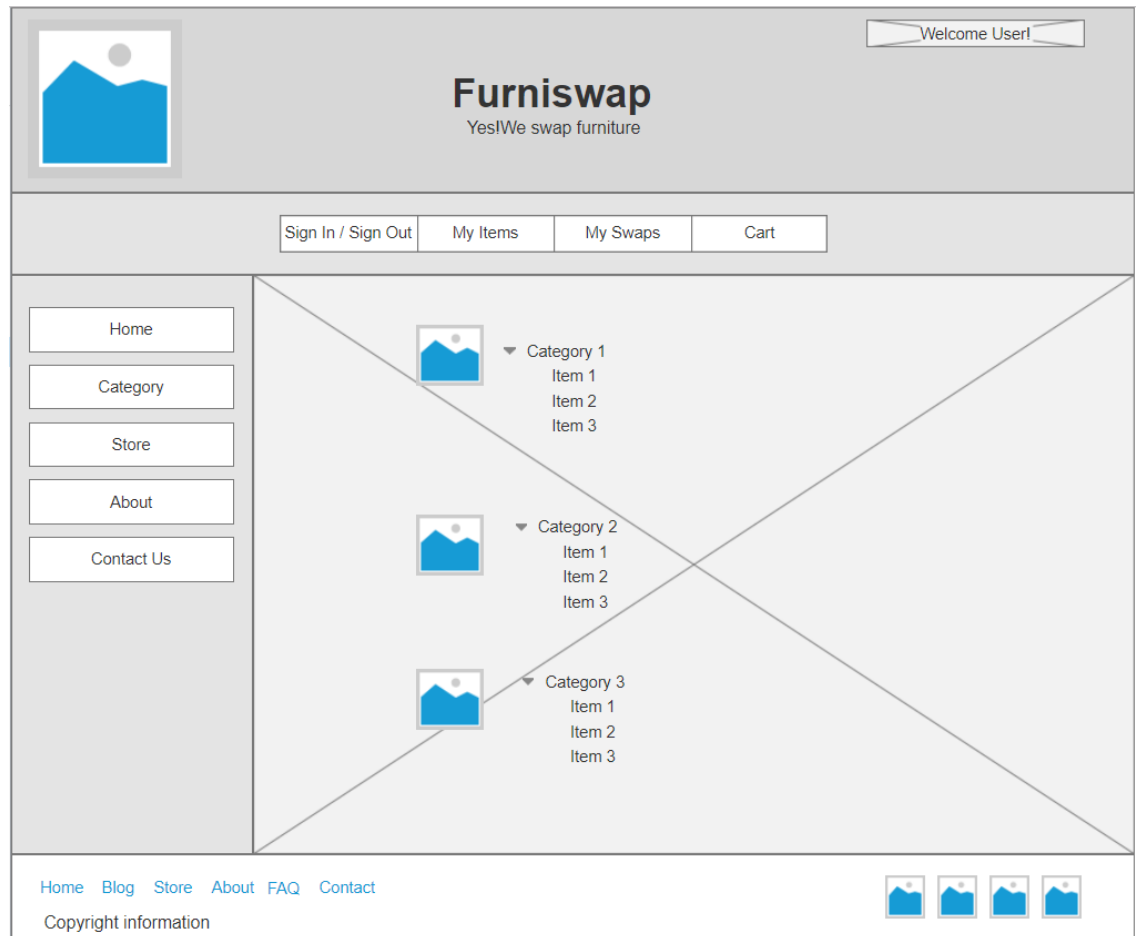 Welcome User!
Furniswap
Yes!We swap furniture
Sign In / Sign Out My Items My Swaps Cart
Home
Category
Store
About
Contact Us
Category 1
Item 1
Item 2
Item 3
Category 2
Item 1
Item 2
Item 3
Category 3
Item 1
Item 2
Item 3
Home Blog Store About FAQ Contact
Copyright information